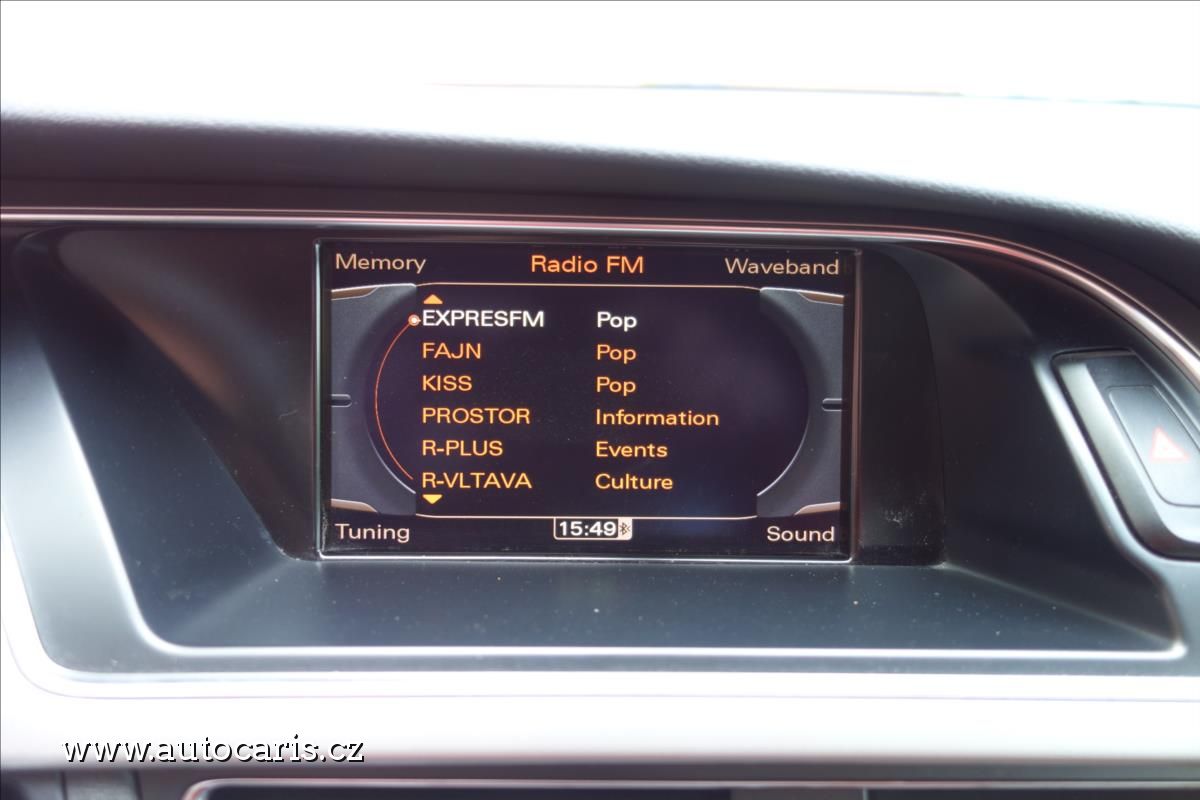 Memory Radio FM Waveband
EXPRESFM Pop
FAJN Pop
KISS Pop
PROSTOR Information
R-PLUS Events
R-VLTAVA Culture
Tuning 15:49 Sound
www.autocaris.cz